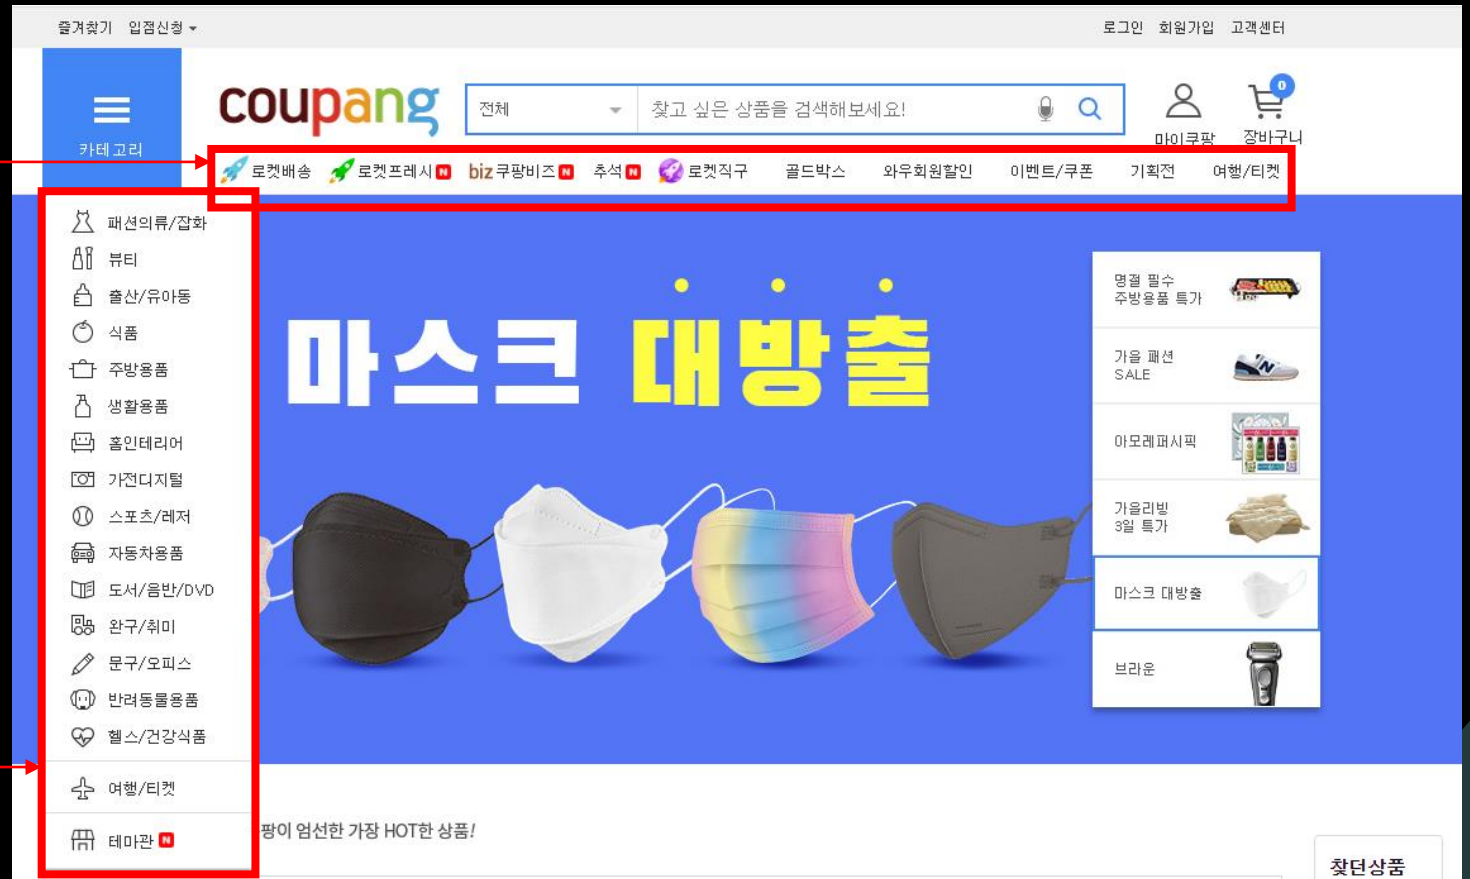 즐겨찾기 입점신청
로그인 회원가입 고객센터
카테고리
coupang
전체
찾고 싶은 상품을 검색해보세요!
마이쿠팡
0
장바구니
로켓배송 로켓프레시 N biz 쿠팡비즈 N 추석 N 로켓직구 골드박스 와우회원할인 이벤트/쿠폰 기획전 여행/티켓
패션의류/잡화
뷰티
출산/유아동
식품
주방용품
생활용품
홈인테리어
가전디지털
스포츠/레저
자동차용품
도서/음반/DVD
완구/취미
문구/오피스
반려동물용품
헬스/건강식품
여행/티켓
테마관 N
마스크 대방출
명절 필수
주방용품 특가
가을 패션
SALE
아모레퍼시픽
가을리빙
3일 특가
마스크 대방출
브라운
팡이 엄선한 가장 HOT한 상품!
찾던상품